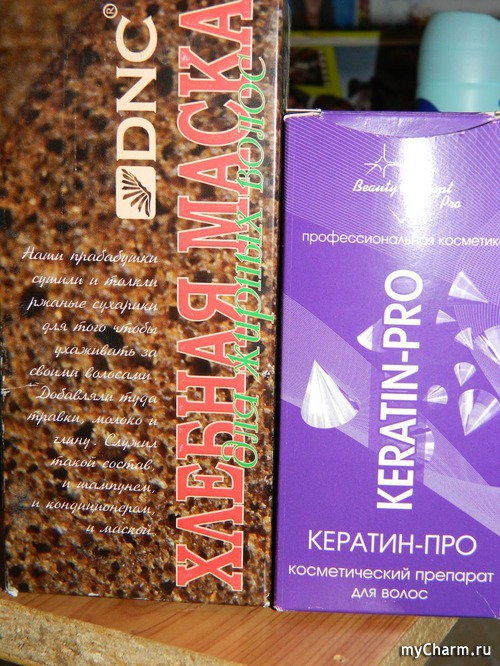 DNC®
ХЛЕБНАЯ МАСКА
для жирных волос
Наши прабабушки
сушили и толкли
ржаные сухарики
для того чтобы
ухаживать за
своими волосами.
Добавляли туда
травки, молоко и
глину. Служил
такой состав,
и шампунем,
и кондиционером,
и маской
Beauty
Pro
профессиональная косметика
KERATIN-PRO
КЕРАТИН-ПРО
косметический препарат
для волос
myCharm.ru